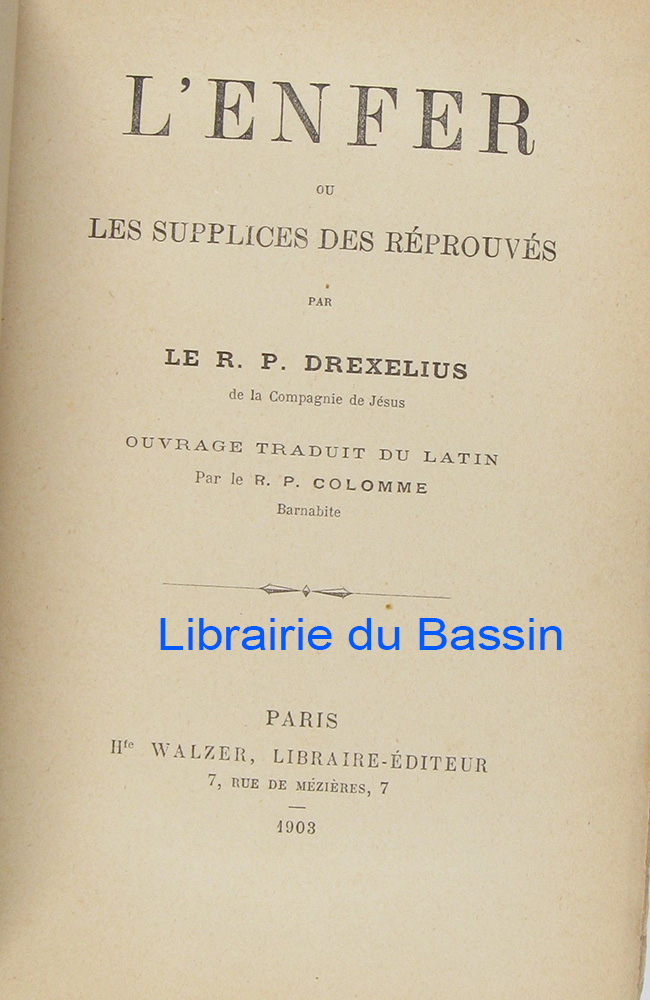 L'ENFER
OU
LES SUPPLICES DES RÉPROUVÉS
PAR
LE R. P. DREXELIUS
de la Compagnie de Jésus
OUVRAGE TRADUIT DU LATIN
Par le R. P. COLOMME
Barnabite
Librairie du Bassin
PARIS
Hte WALZER, LIBRAIRE-ÉDITEUR
7, RUE DE MÉZIÈRES, 7
1903